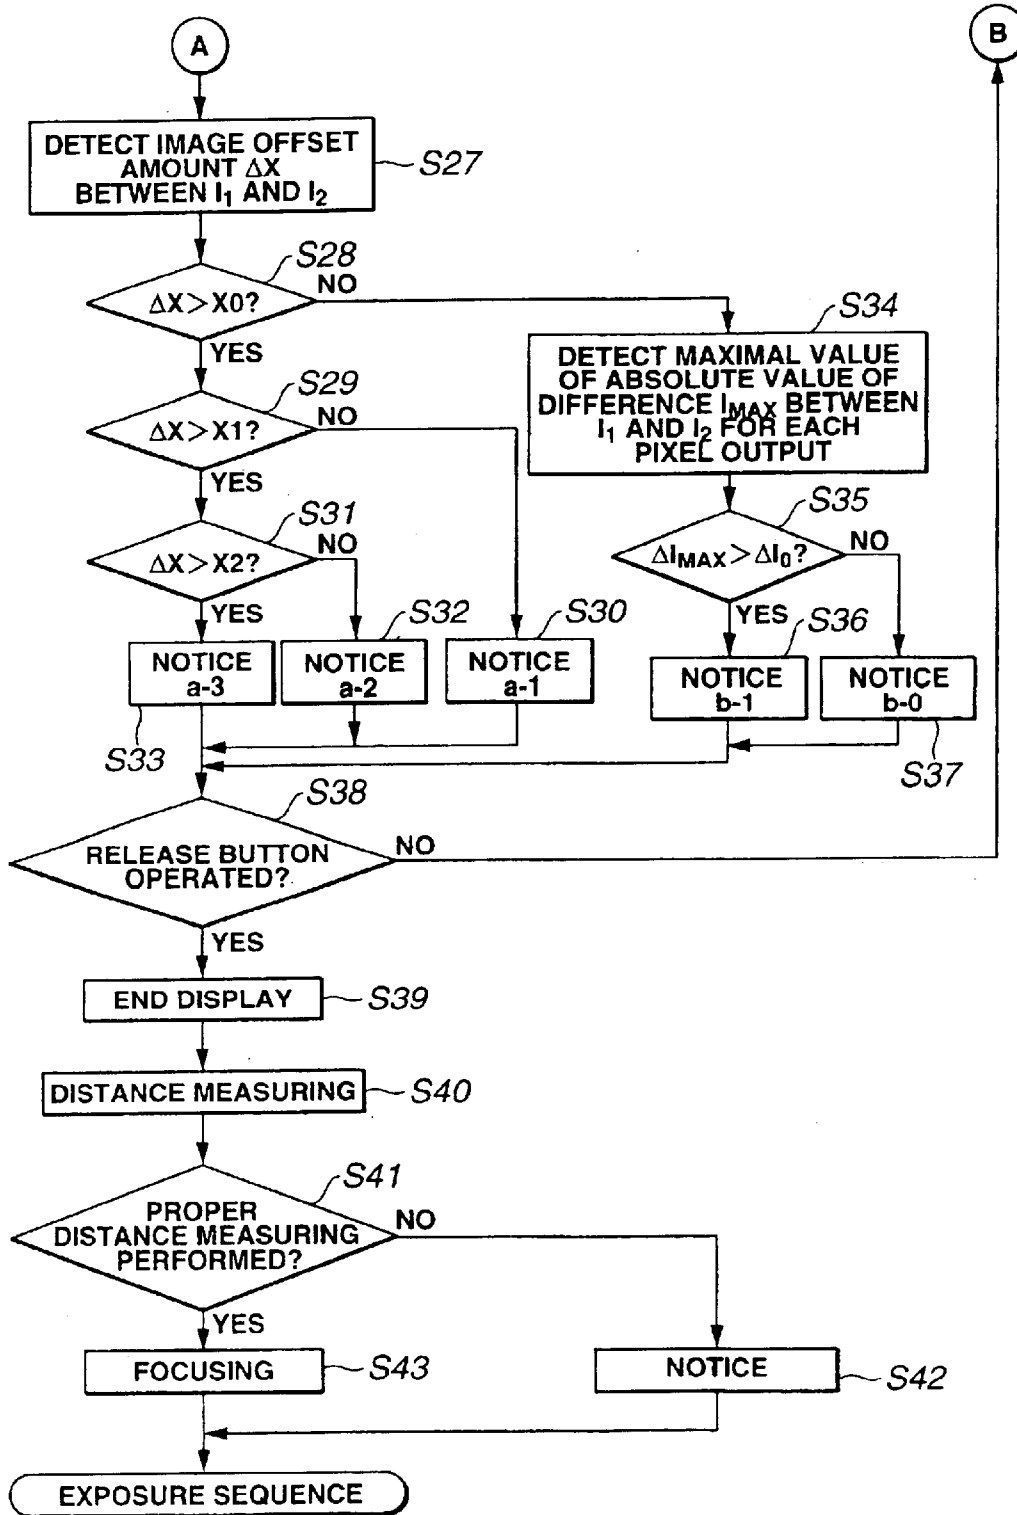 A
B
DETECT IMAGE OFFSET
AMOUNT ΔX
BETWEEN I1 AND I2
S27
S28
ΔX>X0?
NO
YES
S34
DETECT MAXIMAL VALUE
OF ABSOLUTE VALUE OF
DIFFERENCE IMAX BETWEEN
I1 AND I2 FOR EACH
PIXEL OUTPUT
S29
ΔX>X1?
NO
YES
S31
ΔX>X2?
NO
YES
S35
ΔIMAX>ΔI0?
NO
YES
S32
S30
S36
NOTICE
a-3
NOTICE
a-2
NOTICE
a-1
NOTICE
b-1
NOTICE
b-0
S33
S37
S38
RELEASE BUTTON
OPERATED?
NO
YES
END DISPLAY
S39
DISTANCE MEASURING
S40
S41
PROPER
DISTANCE MEASURING
PERFORMED?
NO
YES
FOCUSING
S43
NOTICE
S42
EXPOSURE SEQUENCE